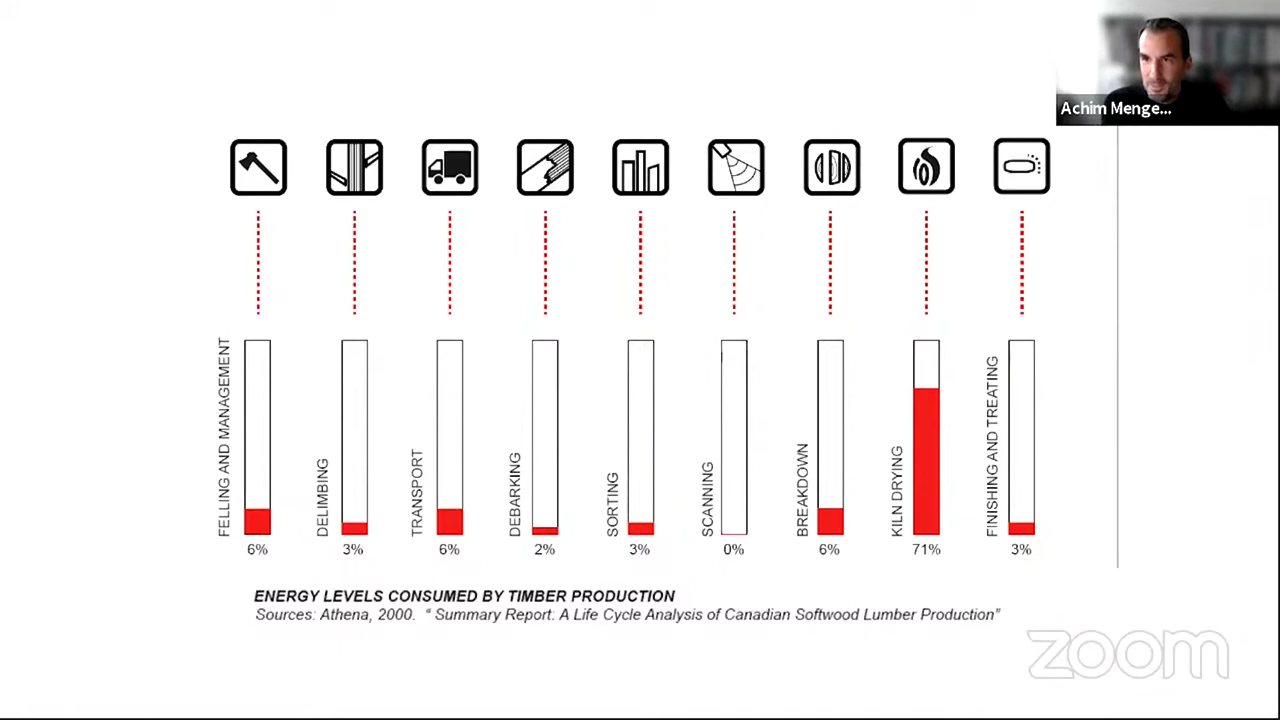 Achim Menge...
FELLING AND MANAGEMENT
DELIMBING
TRANSPORT
DEBARKING
SORTING
SCANNING
BREAKDOWN
KILN DRYING
FINISHING AND TREATING
6%
3%
6%
2%
3%
0%
6%
71%
3%
ENERGY LEVELS CONSUMED BY TIMBER PRODUCTION
Sources: Athena, 2000. “ Summary Report: A Life Cycle Analysis of Canadian Softwood Lumber Production”
zoom